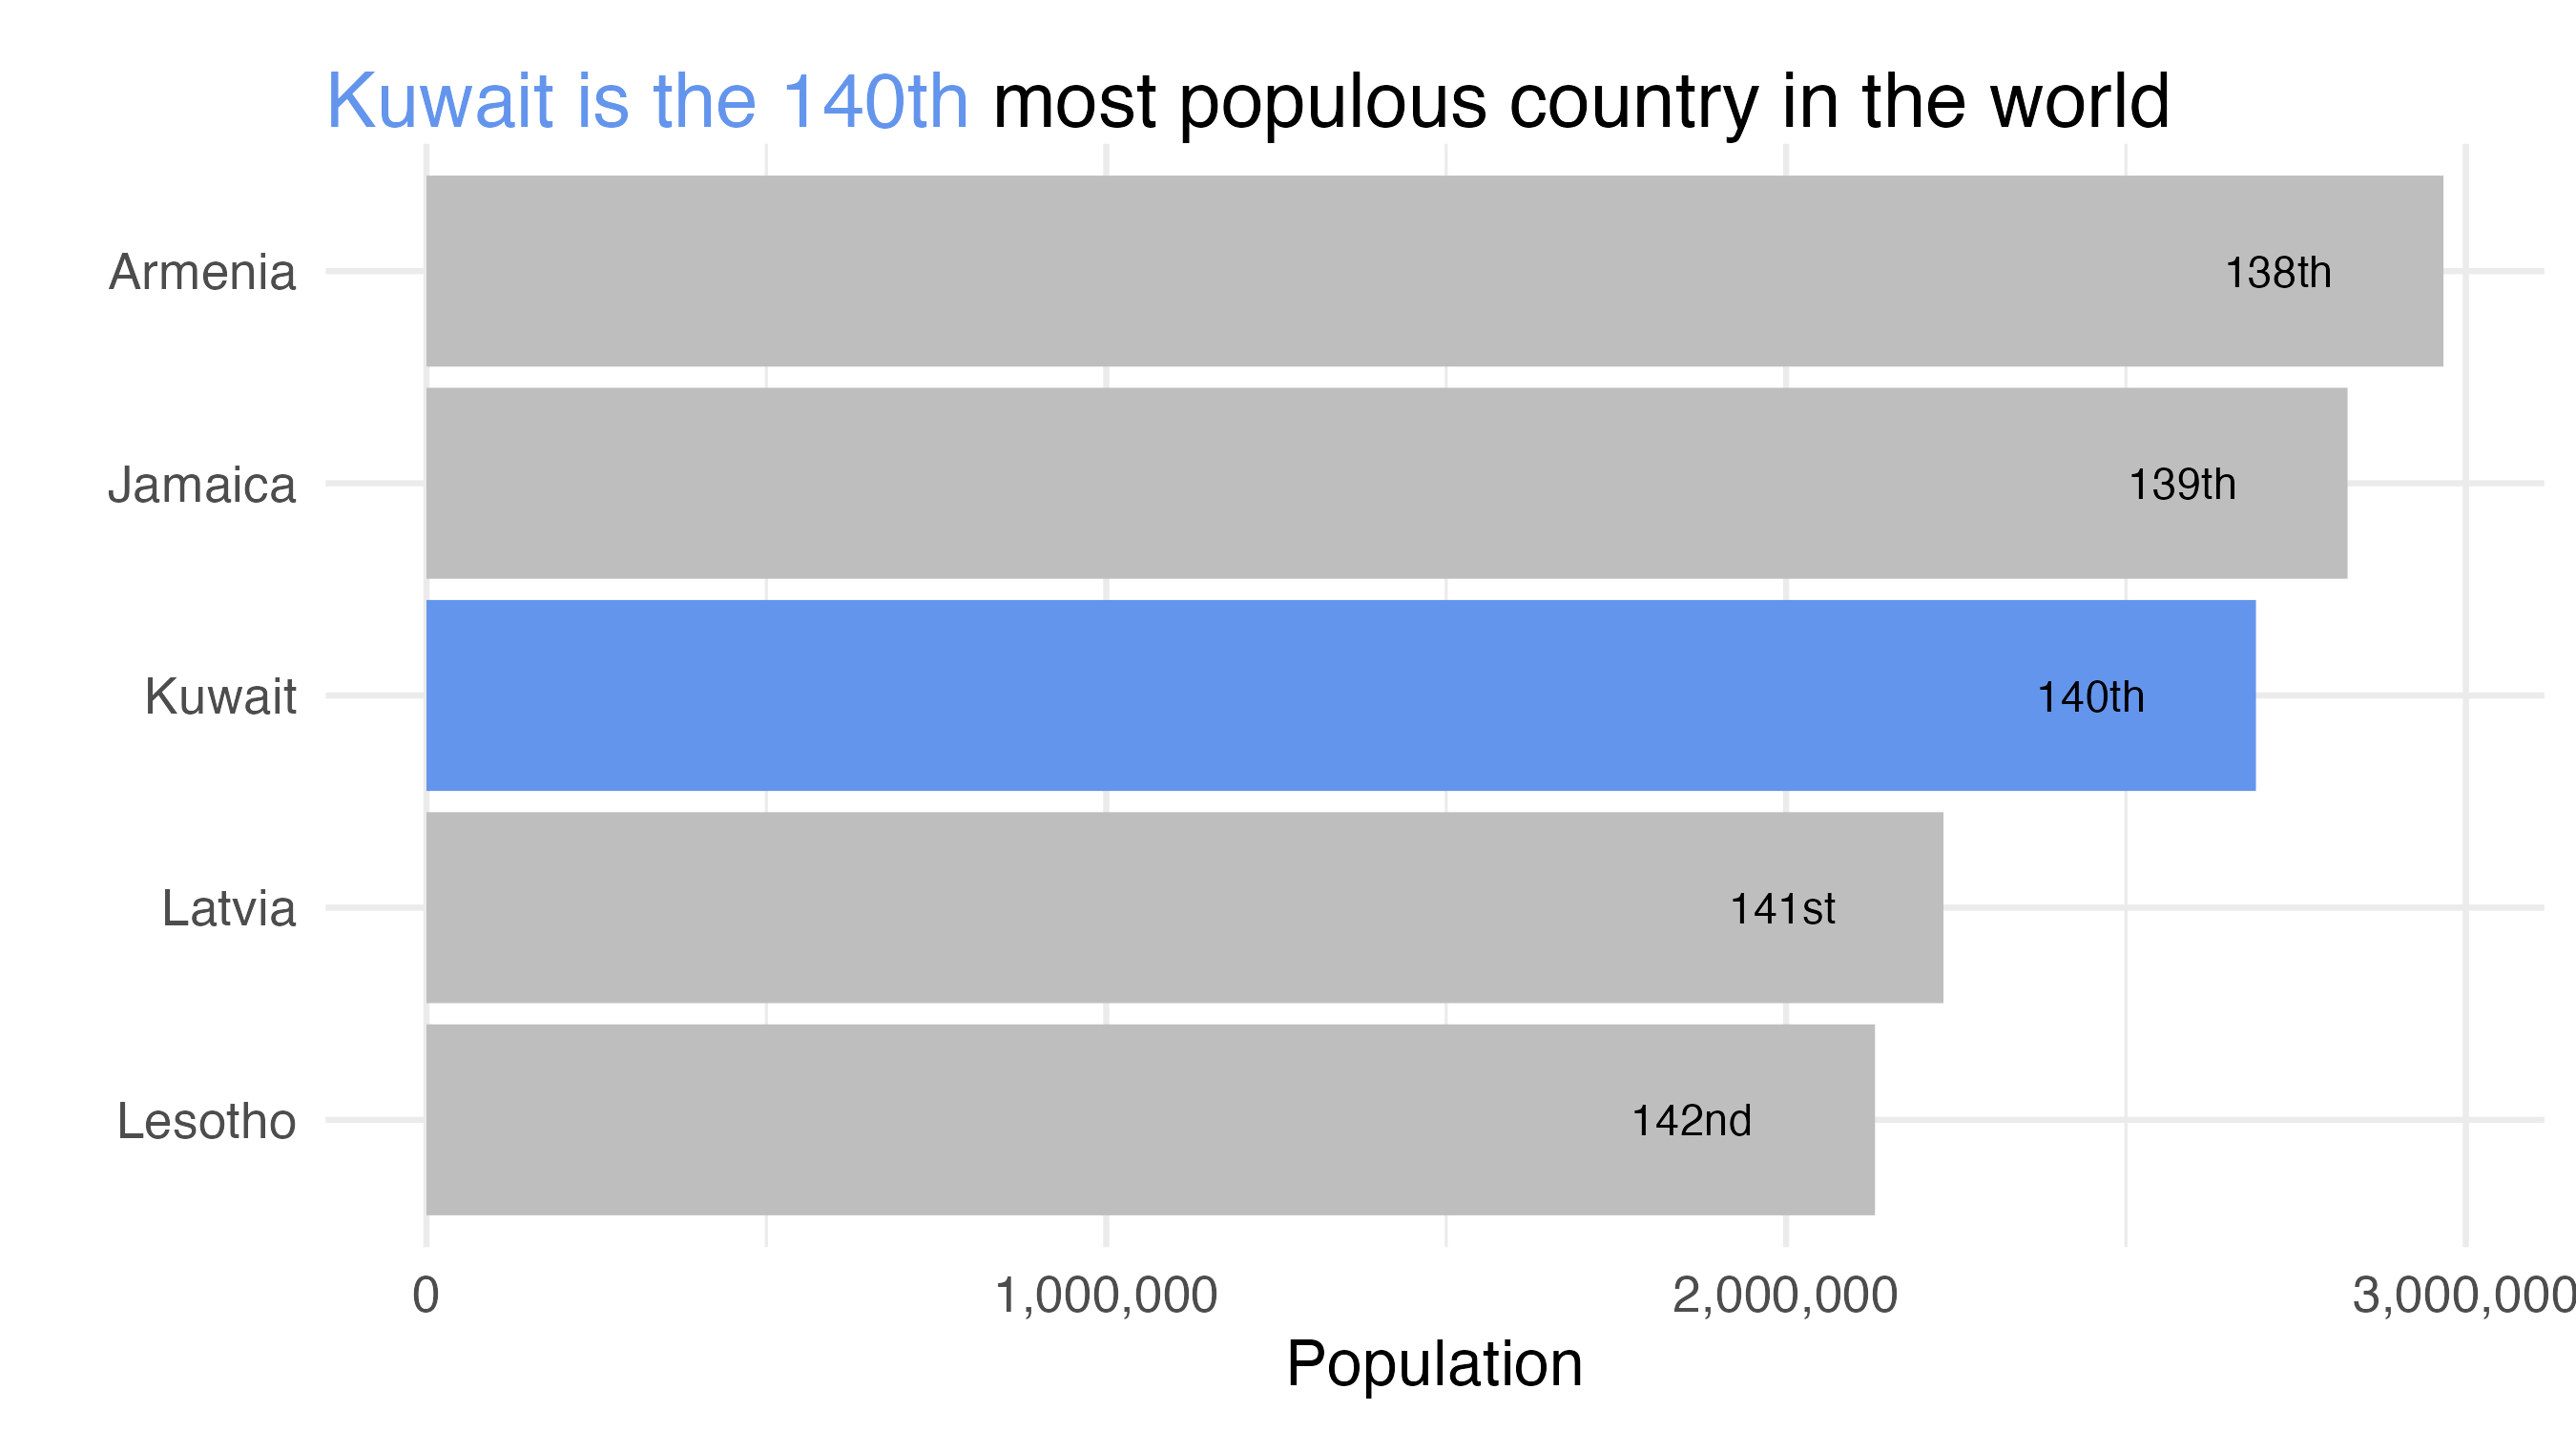 Kuwait is the 140th most populous country in the world
Armenia
138th
Jamaica
139th
Kuwait
140th
Latvia
141st
Lesotho
142nd
0
1,000,000
2,000,000
3,000,000
Population